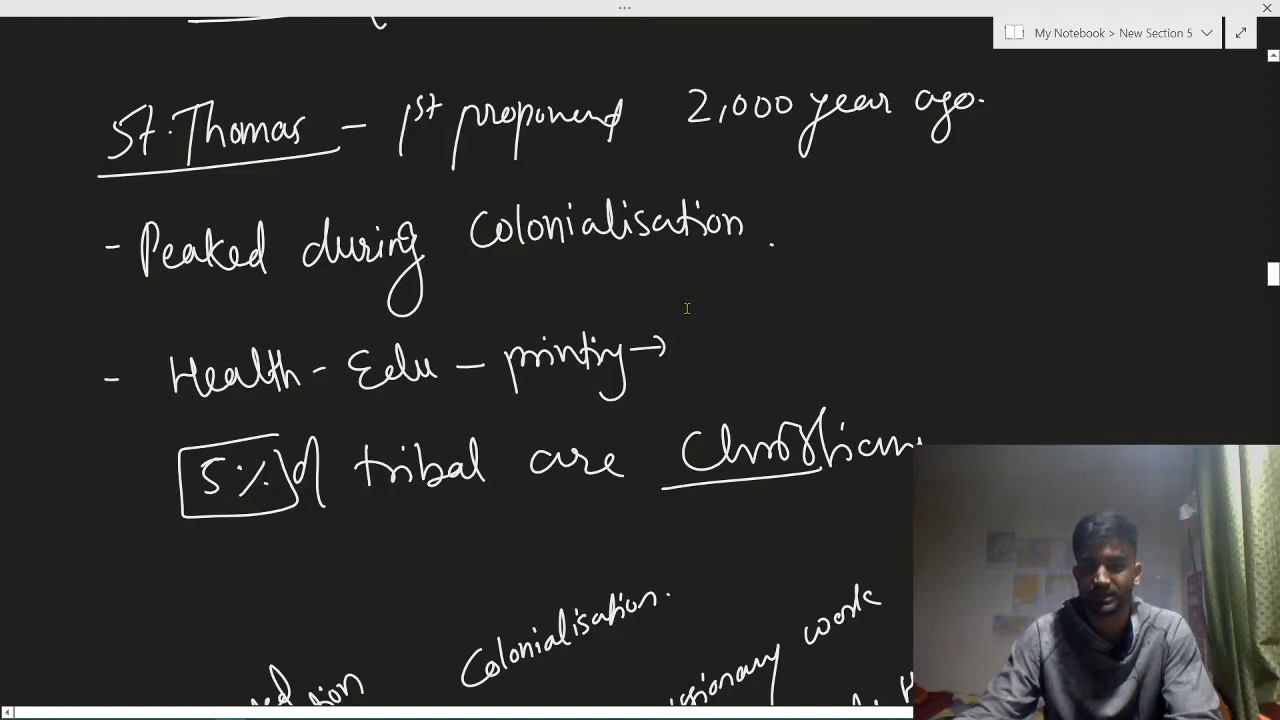 My Notebook > New Section 5
St. Thomas – 1st proponent 2,000 year ago.
- Peaked during Colonialisation.
- Health - Edu – printing →
5% of tribal are Christian
Colonialisation.
work